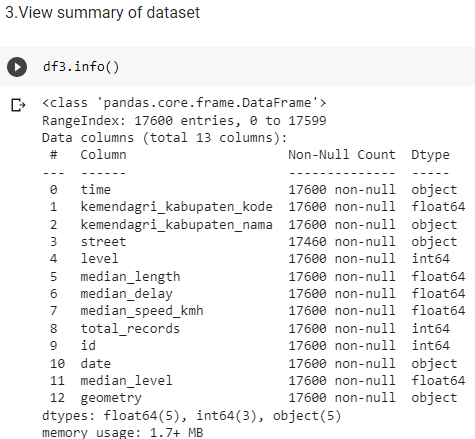 3.View summary of dataset
df3.info()
<class 'pandas.core.frame.DataFrame'>
RangeIndex: 17600 entries, 0 to 17599
Data columns (total 13 columns):
 #   Column                    Non-Null Count  Dtype
---  ------                    --------------  -----
 0   time                      17600 non-null  object
 1   kemendagri_kabupaten_kode  17600 non-null  float64
 2   kemendagri_kabupaten_nama  17600 non-null  object
 3   street                    17460 non-null  object
 4   level                     17600 non-null  int64
 5   median_length             17600 non-null  float64
 6   median_delay              17600 non-null  float64
 7   median_speed_kmh          17600 non-null  float64
 8   total_records             17600 non-null  int64
 9   id                        17600 non-null  int64
 10  date                      17600 non-null  object
 11  median_level              17600 non-null  float64
 12  geometry                  17600 non-null  object
dtypes: float64(5), int64(3), object(5)
memory usage: 1.7+ MB